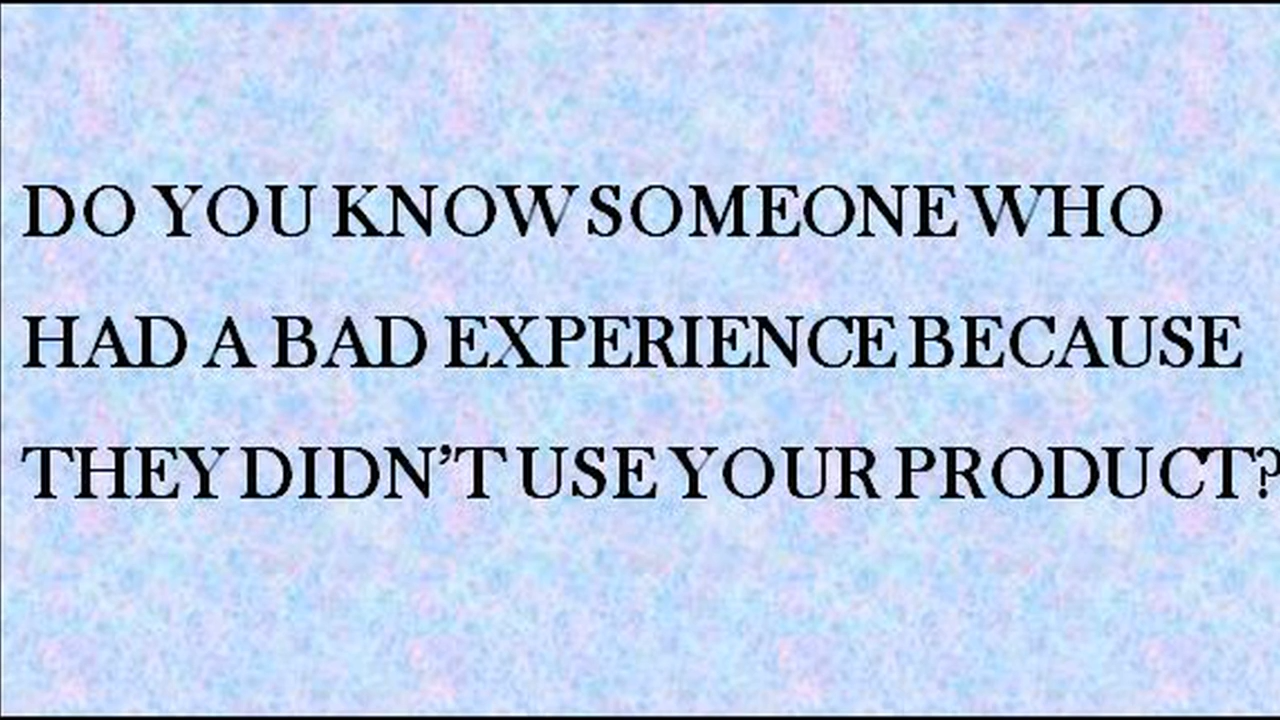 DO YOU KNOW SOMEONE WHO
HAD A BAD EXPERIENCE BECAUSE
THEY DIDN’T USE YOUR PRODUCT?